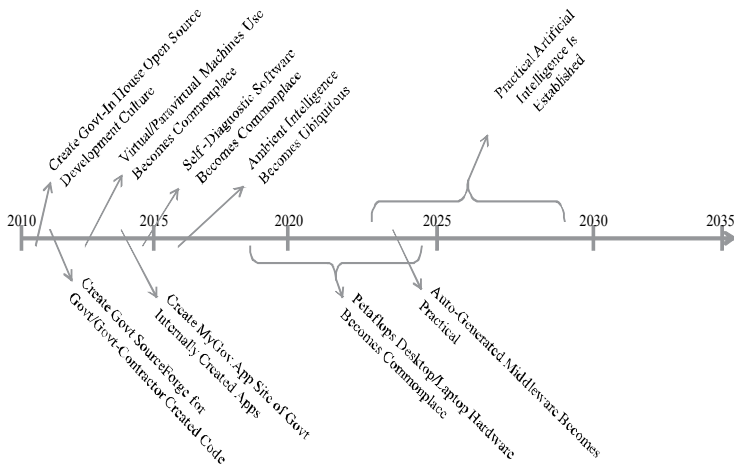 Create Govt-In House Open Source
Development Culture
Virtual/Paravirtual Machines Use
Becomes Commonplace
Self-Diagnostic Software
Becomes Commonplace
Ambient Intelligence
Becomes Ubiquitous
Practical Artificial
Intelligence Is
Established
2010
2015
2020
2025
2030
2035
Create Govt SourceForge for
Govt/Govt-Contractor Created Code
Create MyGov.App Site of Govt
Internally Created Apps
Petaflops Desktop/Laptop Hardware
Becomes Commonplace
Auto-Generated Middleware Becomes
Practical